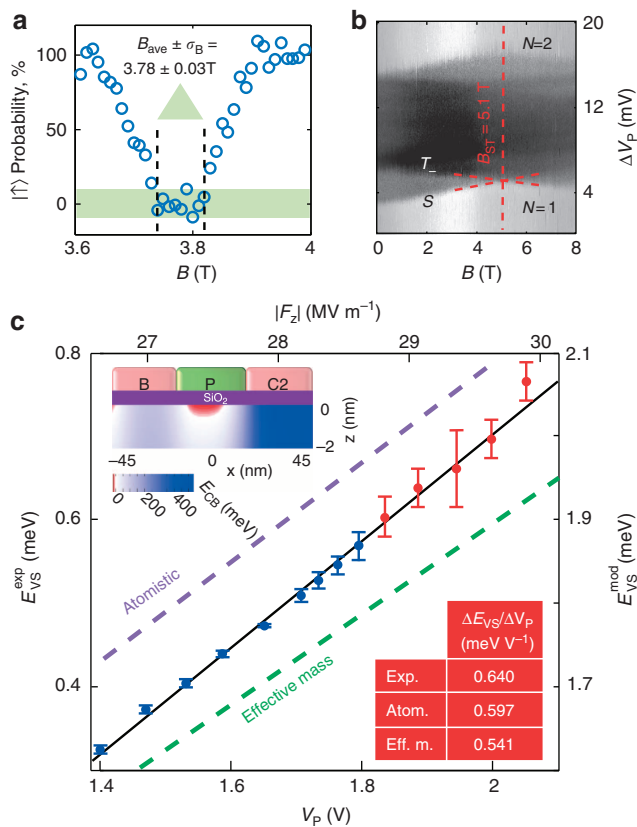 a
|↑⟩ Probability, %
100
50
0
B_ave ± σ_B =
3.78 ± 0.03T
3.6
3.8
4
B (T)
b
ΔV_P (mV)
20
12
4
N=2
B_ST = 5.1 T
T_
S
N=1
0
2
4
6
8
B (T)
c
|F_z| (MV m⁻¹)
27
28
29
30
0.8
0.6
0.4
E_VS^exp (meV)
2.1
1.9
1.7
E_VS^mod (meV)
B
P
C2
SiO₂
0
−2
z (nm)
−45
0
45
x (nm)
0
200
400
E_CB (meV)
Atomistic
Effective mass
ΔE_VS/ΔV_P
(meV V⁻¹)
Exp. 0.640
Atom. 0.597
Eff. m. 0.541
1.4
1.6
1.8
2
V_P (V)